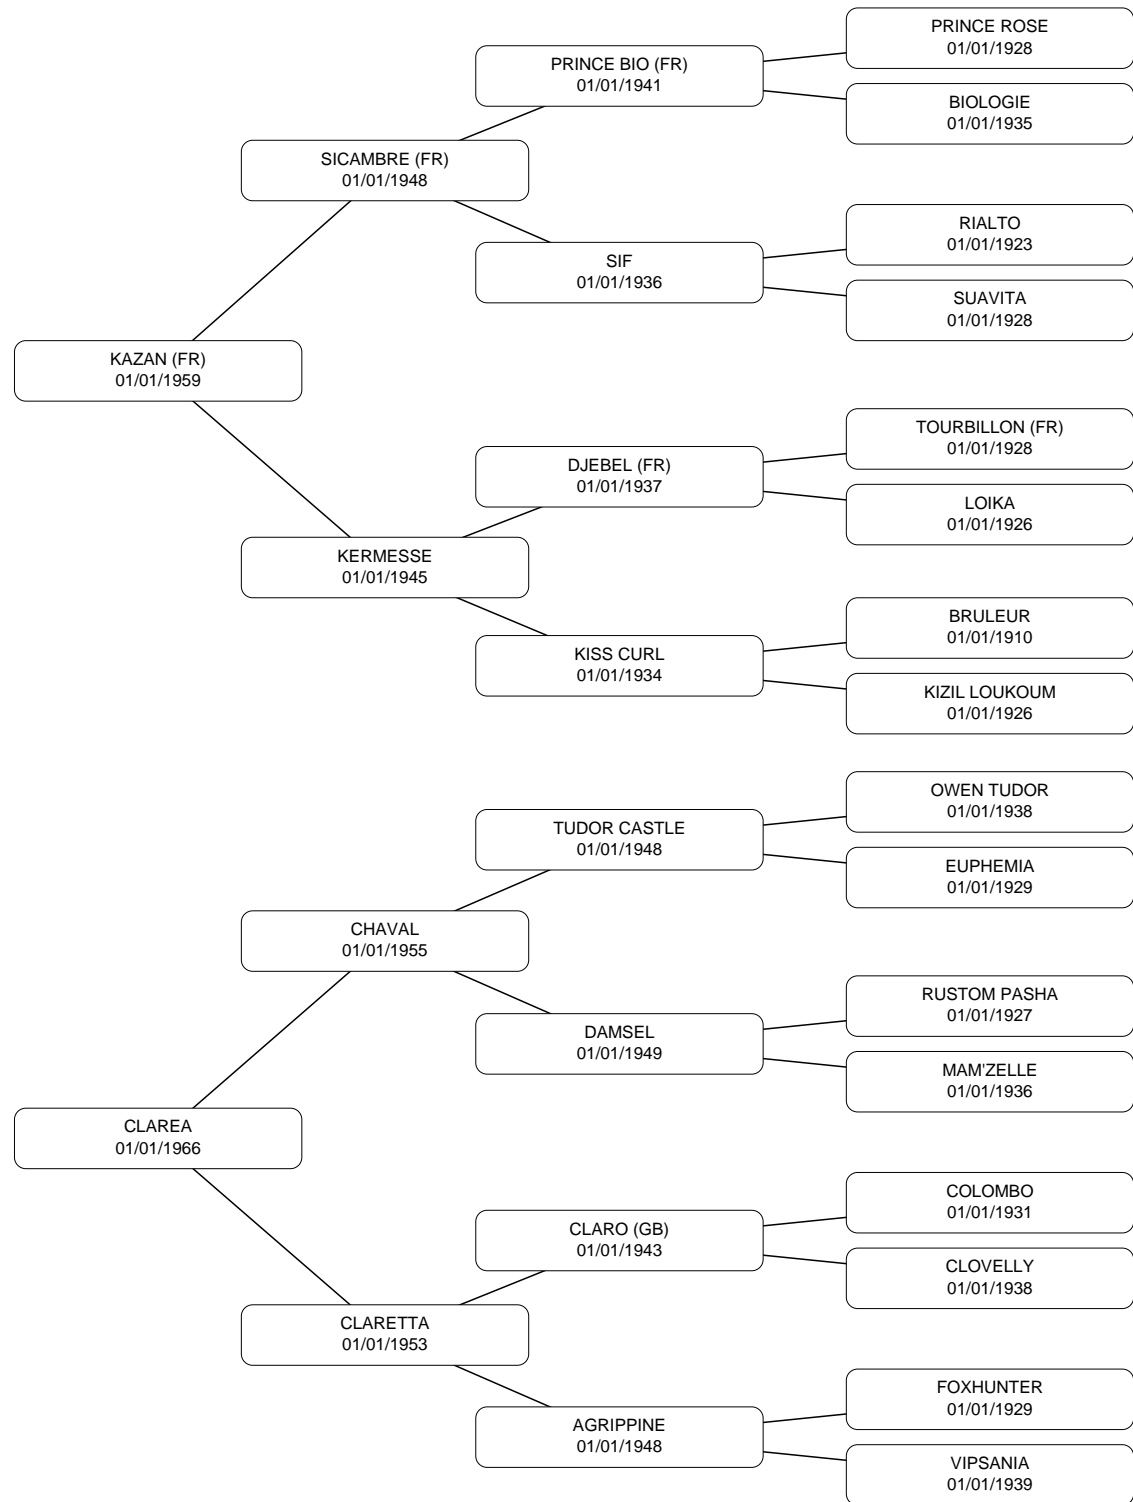 PRINCE ROSE
01/01/1928
PRINCE BIO (FR)
01/01/1941
BIOLOGIE
01/01/1935
SICAMBRE (FR)
01/01/1948
RIALTO
01/01/1923
SIF
01/01/1936
SUAVITA
01/01/1928
KAZAN (FR)
01/01/1959
TOURBILLON (FR)
01/01/1928
DJEBEL (FR)
01/01/1937
LOIKA
01/01/1926
KERMESSE
01/01/1945
BRULEUR
01/01/1910
KISS CURL
01/01/1934
KIZIL LOUKOUM
01/01/1926
OWEN TUDOR
01/01/1938
TUDOR CASTLE
01/01/1948
EUPHEMIA
01/01/1929
CHAVAL
01/01/1955
RUSTOM PASHA
01/01/1927
DAMSEL
01/01/1949
MAM'ZELLE
01/01/1936
CLAREA
01/01/1966
COLOMBO
01/01/1931
CLARO (GB)
01/01/1943
CLOVELLY
01/01/1938
CLARETTA
01/01/1953
FOXHUNTER
01/01/1929
AGRIPPINE
01/01/1948
VIPSANIA
01/01/1939